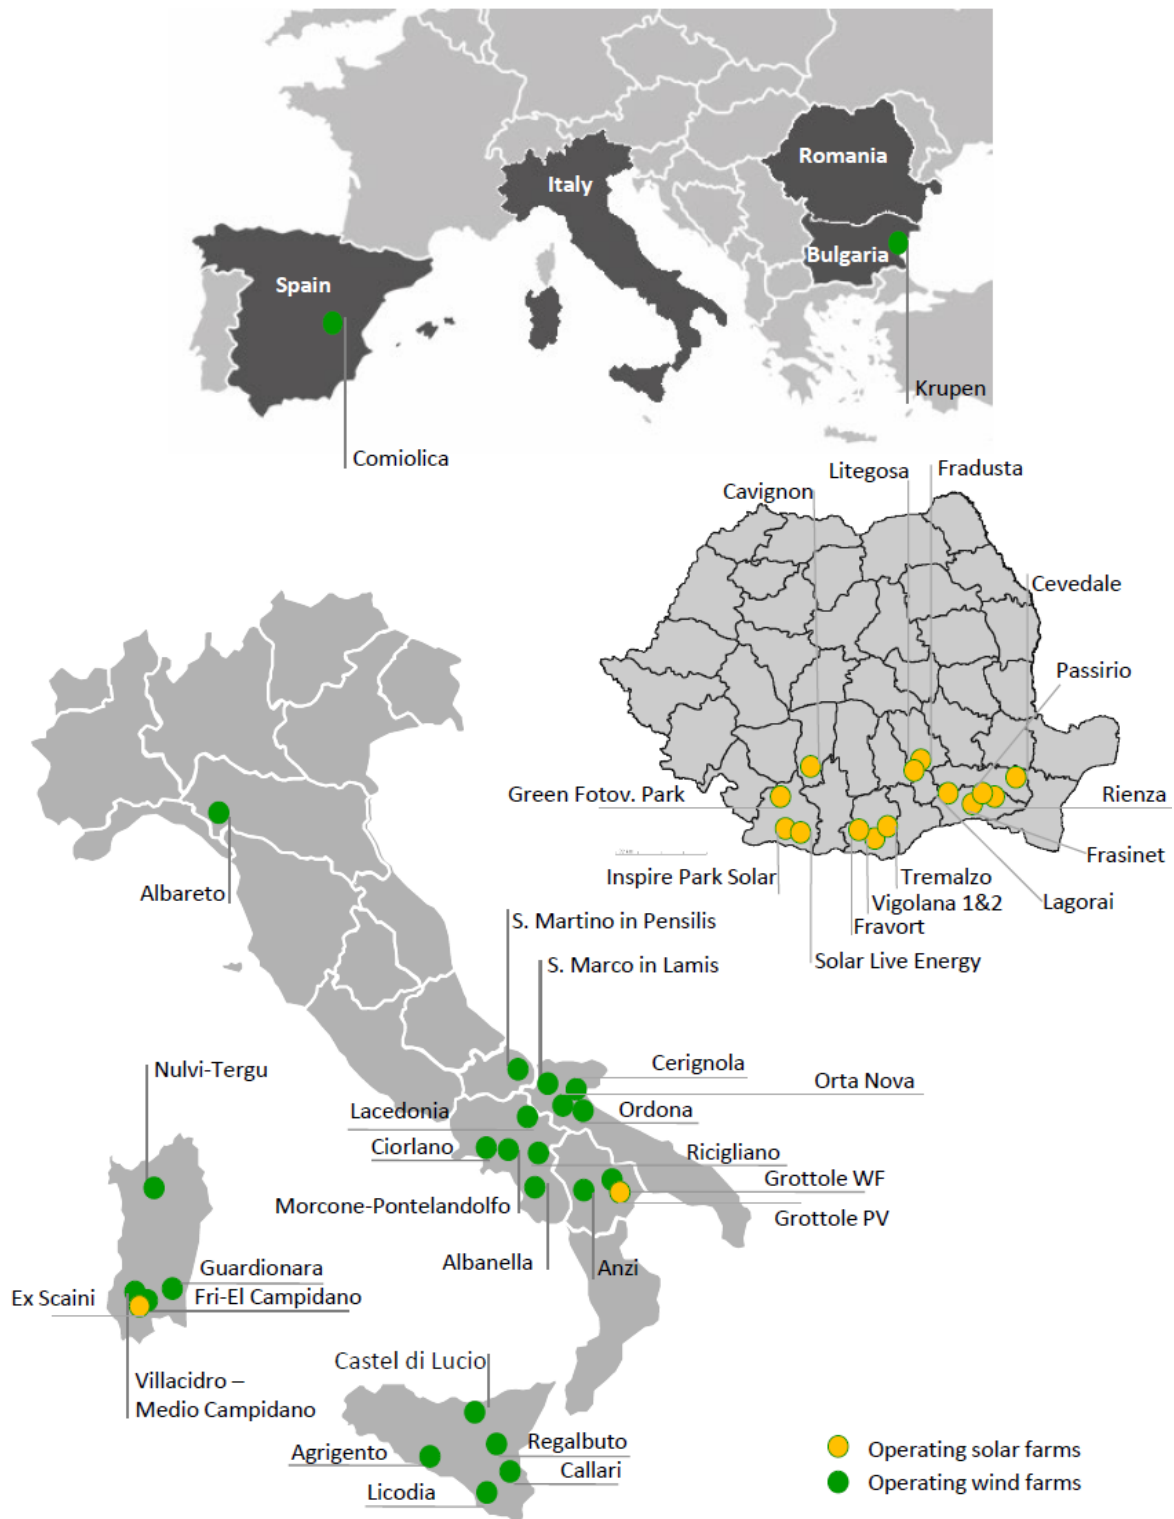 Romania
Italy
Bulgaria
Spain
Krupen
Comiolica
Litegosa
Fradusta
Cavignon
Cevedale
Passirio
Green Fotov. Park
Rienza
Frasinet
Inspire Park Solar
Tremalzo
Vigolana 1&2
Lagorai
Fravort
Solar Live Energy
Albareto
S. Martino in Pensilis
S. Marco in Lamis
Nulvi-Tergu
Cerignola
Orta Nova
Lacedonia
Ordona
Ciorlano
Ricigliano
Grottole WF
Morcone-Pontelandolfo
Grottole PV
Albanella
Anzi
Guardionara
Ex Scaini
Fri-El Campidano
Castel di Lucio
Villacidro –
Medio Campidano
Regalbuto
Agrigento
Callari
Licodia
Operating solar farms
Operating wind farms